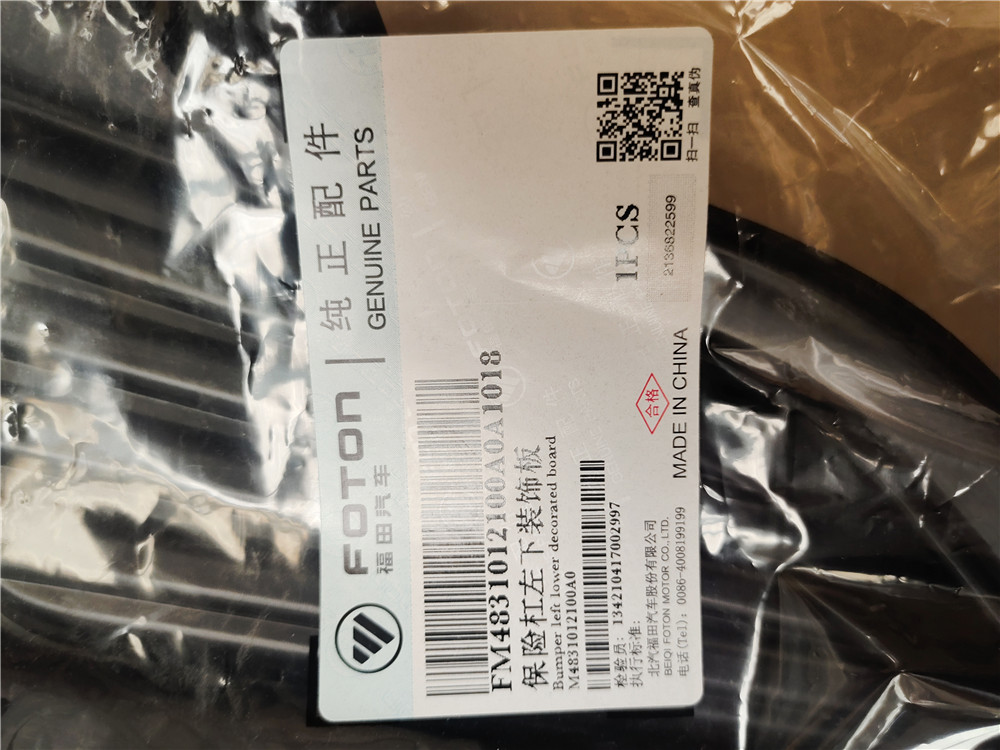 FOTON
福田汽车
纯正配件
GENUINE PARTS
FM4831012100A0A1018
保险杠左下装饰板
Bumper left lower decorated board
M4831012100A0
检验员: 134210417002997
执行标准:
北汽福田汽车股份有限公司
BEIQI FOTON MOTOR CO., LTD.
电话(Tel): 0086-4008199199
合格
MADE IN CHINA
1PCS
2136822599
扫一扫 查真伪